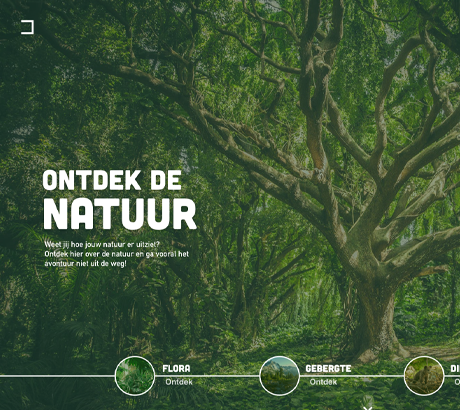 ONTDEK DE
NATUUR
Weet jij hoe jouw natuur er uitziet?
Ontdek hier over de natuur en ga vooral het
avontuur niet uit de weg!
FLORA
Ontdek
GEBERGTE
Ontdek
DI
O